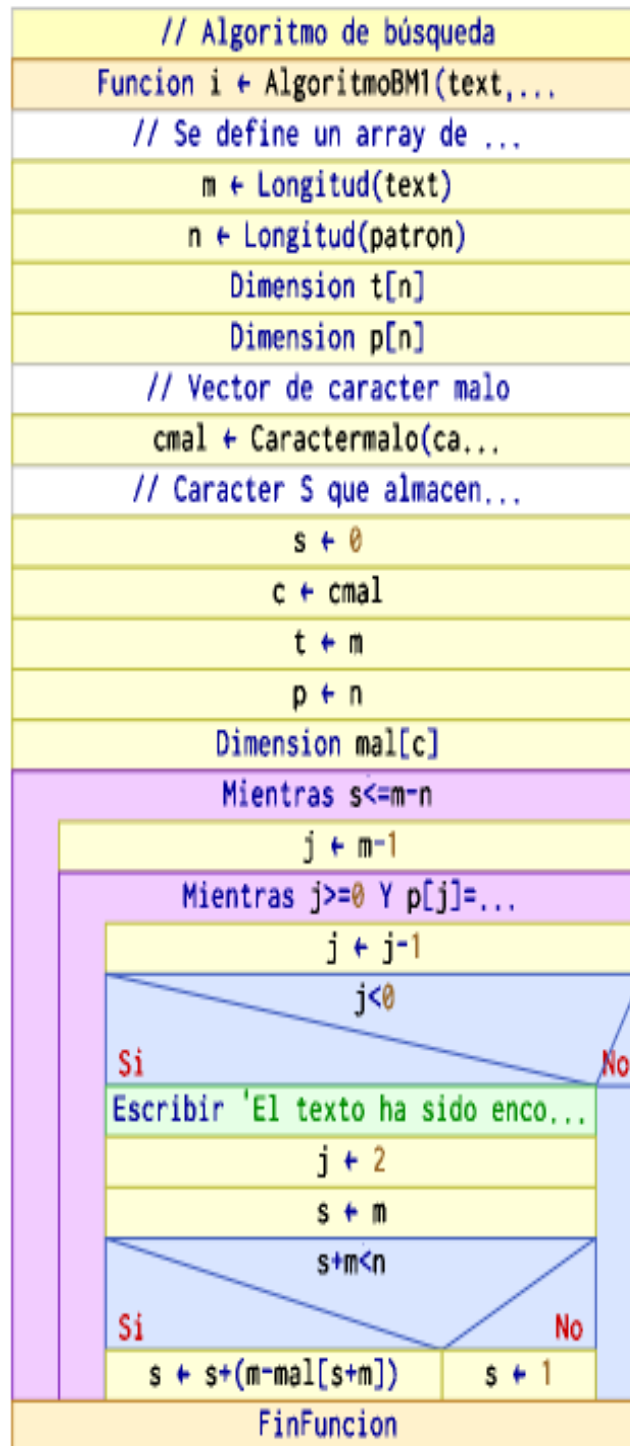 // Algoritmo de búsqueda
Funcion i ← AlgoritmoBM1(text,...
// Se define un array de ...
m ← Longitud(text)
n ← Longitud(patron)
Dimension t[n]
Dimension p[n]
// Vector de caracter malo
cmal ← Caractermalo(ca...
// Caracter S que almacen...
s ← 0
c ← cmal
t ← m
p ← n
Dimension mal[c]
Mientras s<=m-n
j ← m-1
Mientras j>=0 Y p[j]=...
j ← j-1
j<0
Si No
Escribir 'El texto ha sido enco...
j ← 2
s ← m
s+m<n
Si No
s ← s+(m-mal[s+m]) s ← 1
FinFuncion